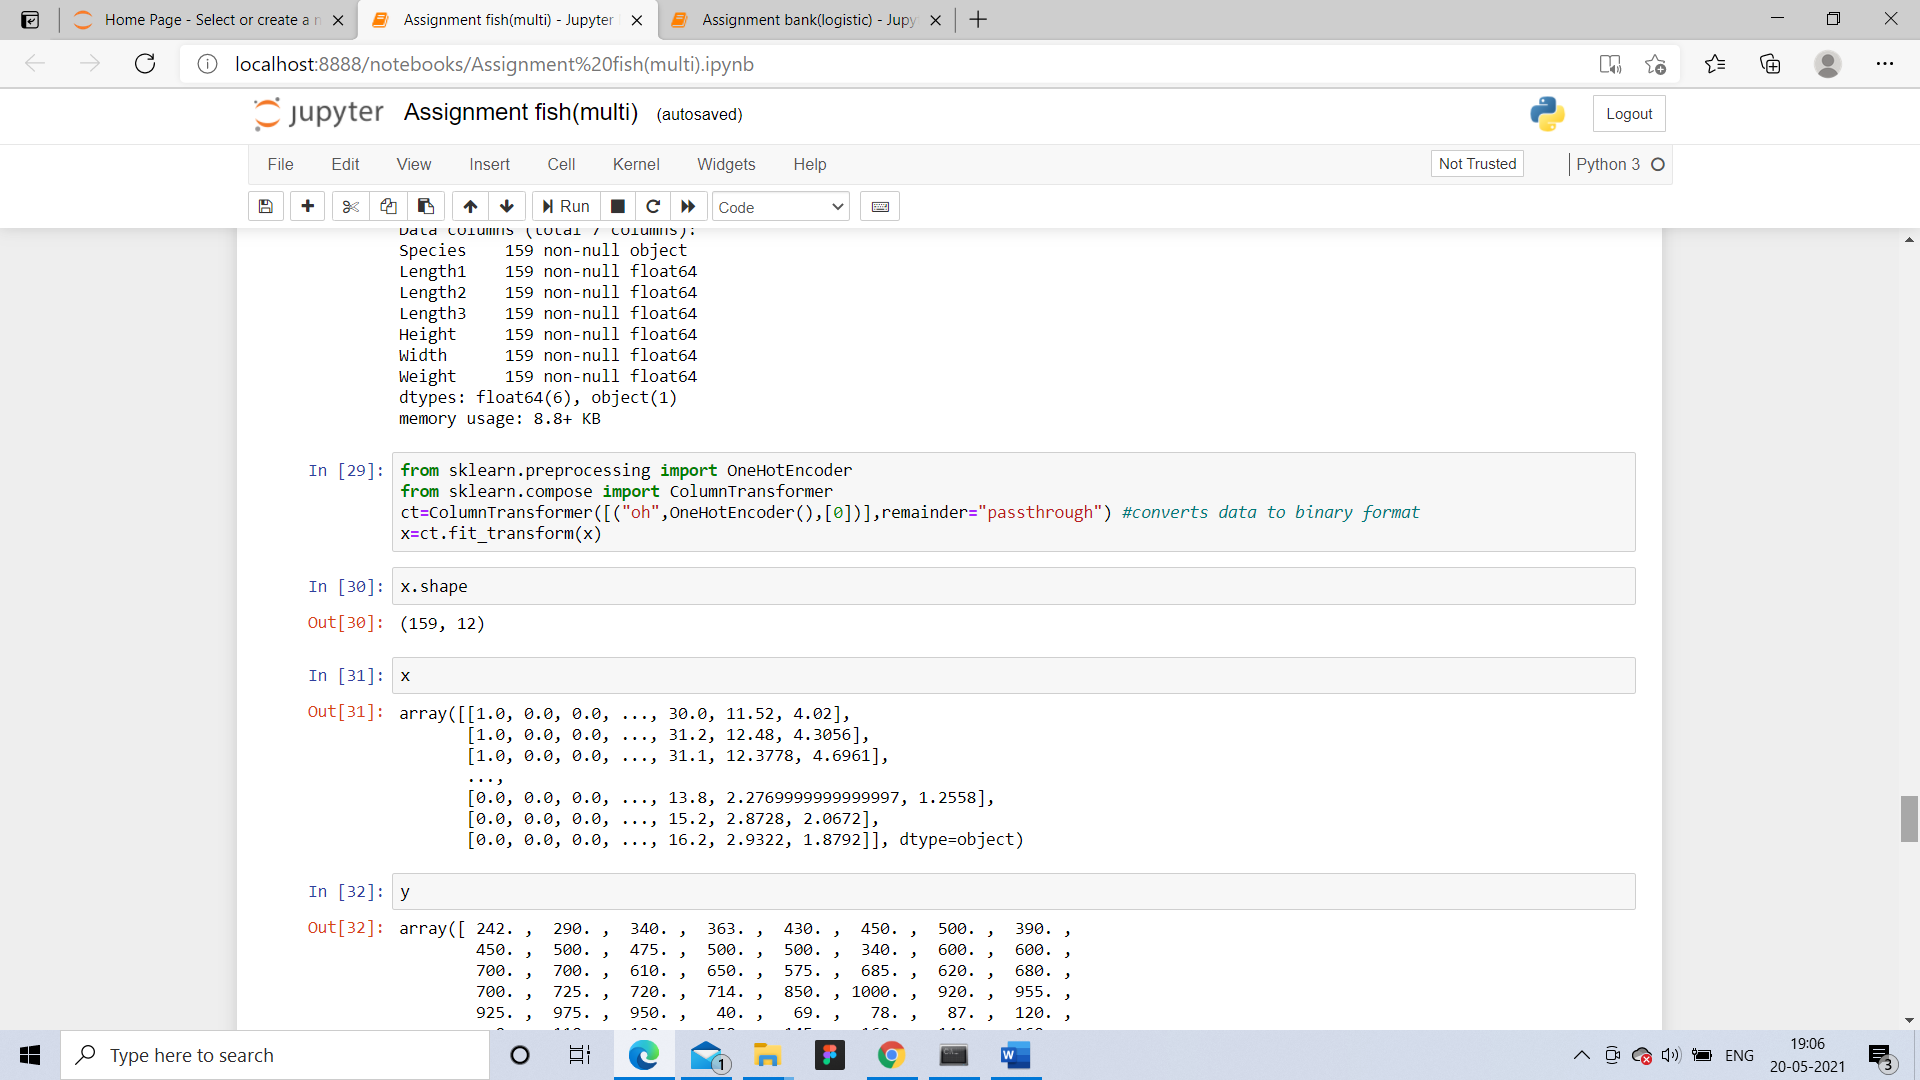 Home Page - Select or create a n
Assignment fish(multi) - Jupyter
Assignment bank(logistic) - Jupy
localhost:8888/notebooks/Assignment%20fish(multi).ipynb
jupyter Assignment fish(multi) (autosaved)
Logout
File Edit View Insert Cell Kernel Widgets Help
Not Trusted
Python 3
Run
Code
Data columns (total 7 columns):
Species 159 non-null object
Length1 159 non-null float64
Length2 159 non-null float64
Length3 159 non-null float64
Height 159 non-null float64
Width 159 non-null float64
Weight 159 non-null float64
dtypes: float64(6), object(1)
memory usage: 8.8+ KB
In [29]: from sklearn.preprocessing import OneHotEncoder
from sklearn.compose import ColumnTransformer
ct=ColumnTransformer([("oh",OneHotEncoder(),[0])],remainder="passthrough") #converts data to binary format
x=ct.fit_transform(x)
In [30]: x.shape
Out[30]: (159, 12)
In [31]: x
Out[31]: array([[1.0, 0.0, 0.0, ..., 30.0, 11.52, 4.02],
[1.0, 0.0, 0.0, ..., 31.2, 12.48, 4.3056],
[1.0, 0.0, 0.0, ..., 31.1, 12.3778, 4.6961],
...,
[0.0, 0.0, 0.0, ..., 13.8, 2.2769999999999997, 1.2558],
[0.0, 0.0, 0.0, ..., 15.2, 2.8728, 2.0672],
[0.0, 0.0, 0.0, ..., 16.2, 2.9322, 1.8792]], dtype=object)
In [32]: y
Out[32]: array([ 242. , 290. , 340. , 363. , 430. , 450. , 500. , 390. ,
450. , 500. , 475. , 500. , 500. , 340. , 600. , 600. ,
700. , 700. , 610. , 650. , 575. , 685. , 620. , 680. ,
700. , 725. , 720. , 714. , 850. , 1000. , 920. , 955. ,
925. , 975. , 950. , 40. , 69. , 78. , 87. , 120. ,
Type here to search
1
W
ENG
19:06
20-05-2021
3